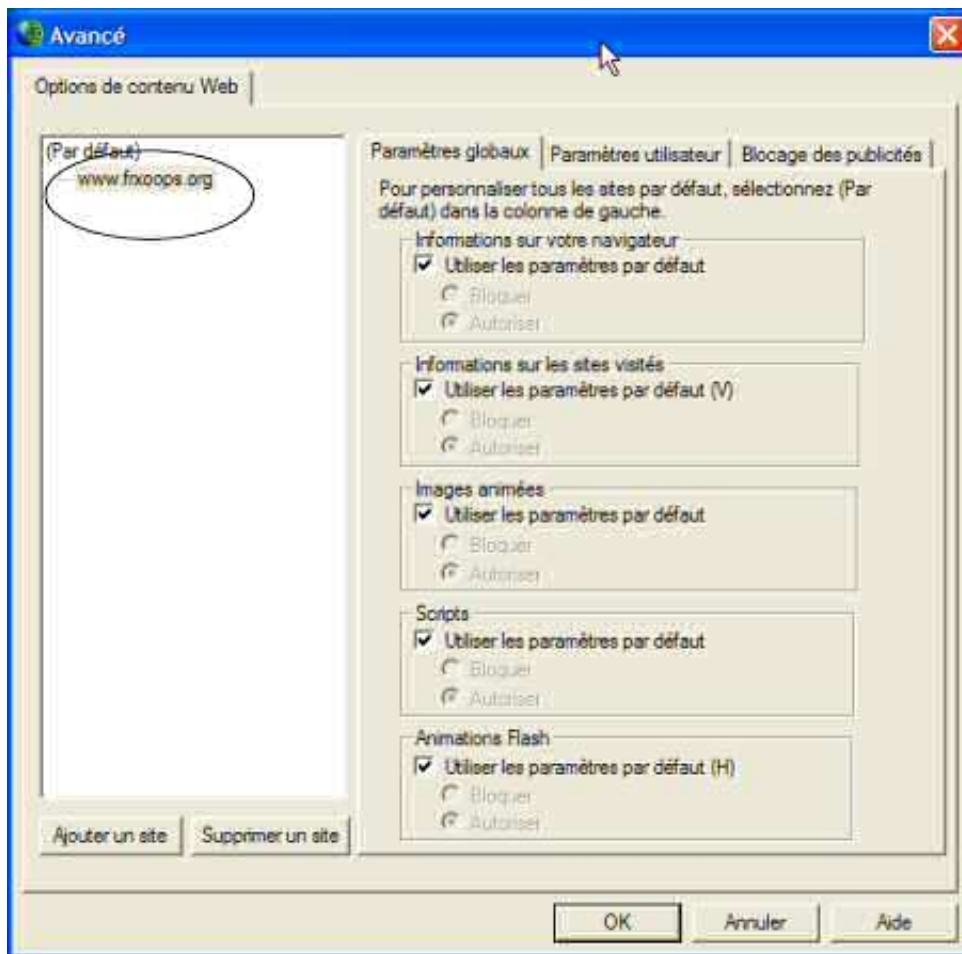 Avancé
Options de contenu Web
(Par défaut)
www.frxoops.org
Ajouter un site
Supprimer un site
Paramètres globaux
Paramètres utilisateur
Blocage des publicités
Pour personnaliser tous les sites par défaut, sélectionnez (Par
défaut) dans la colonne de gauche.
Informations sur votre navigateur
Utiliser les paramètres par défaut
Bloquer
Autoriser
Informations sur les sites visités
Utiliser les paramètres par défaut (V)
Bloquer
Autoriser
Images animées
Utiliser les paramètres par défaut
Bloquer
Autoriser
Scripts
Utiliser les paramètres par défaut
Bloquer
Autoriser
Animations Flash
Utiliser les paramètres par défaut (H)
Bloquer
Autoriser
OK
Annuler
Aide